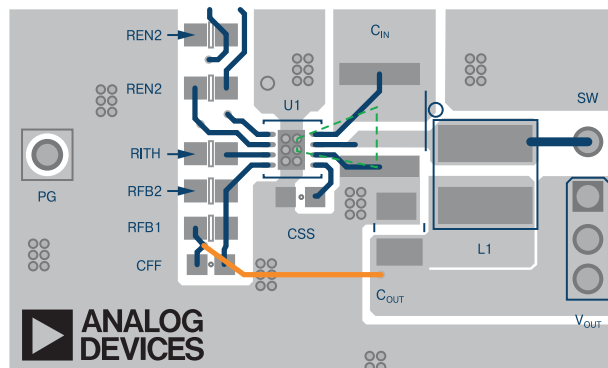 REN2
C_IN
REN2
U1
SW
RITH
PG
RFB2
RFB1
CSS
L1
CFF
C_OUT
V_OUT
ANALOG
DEVICES